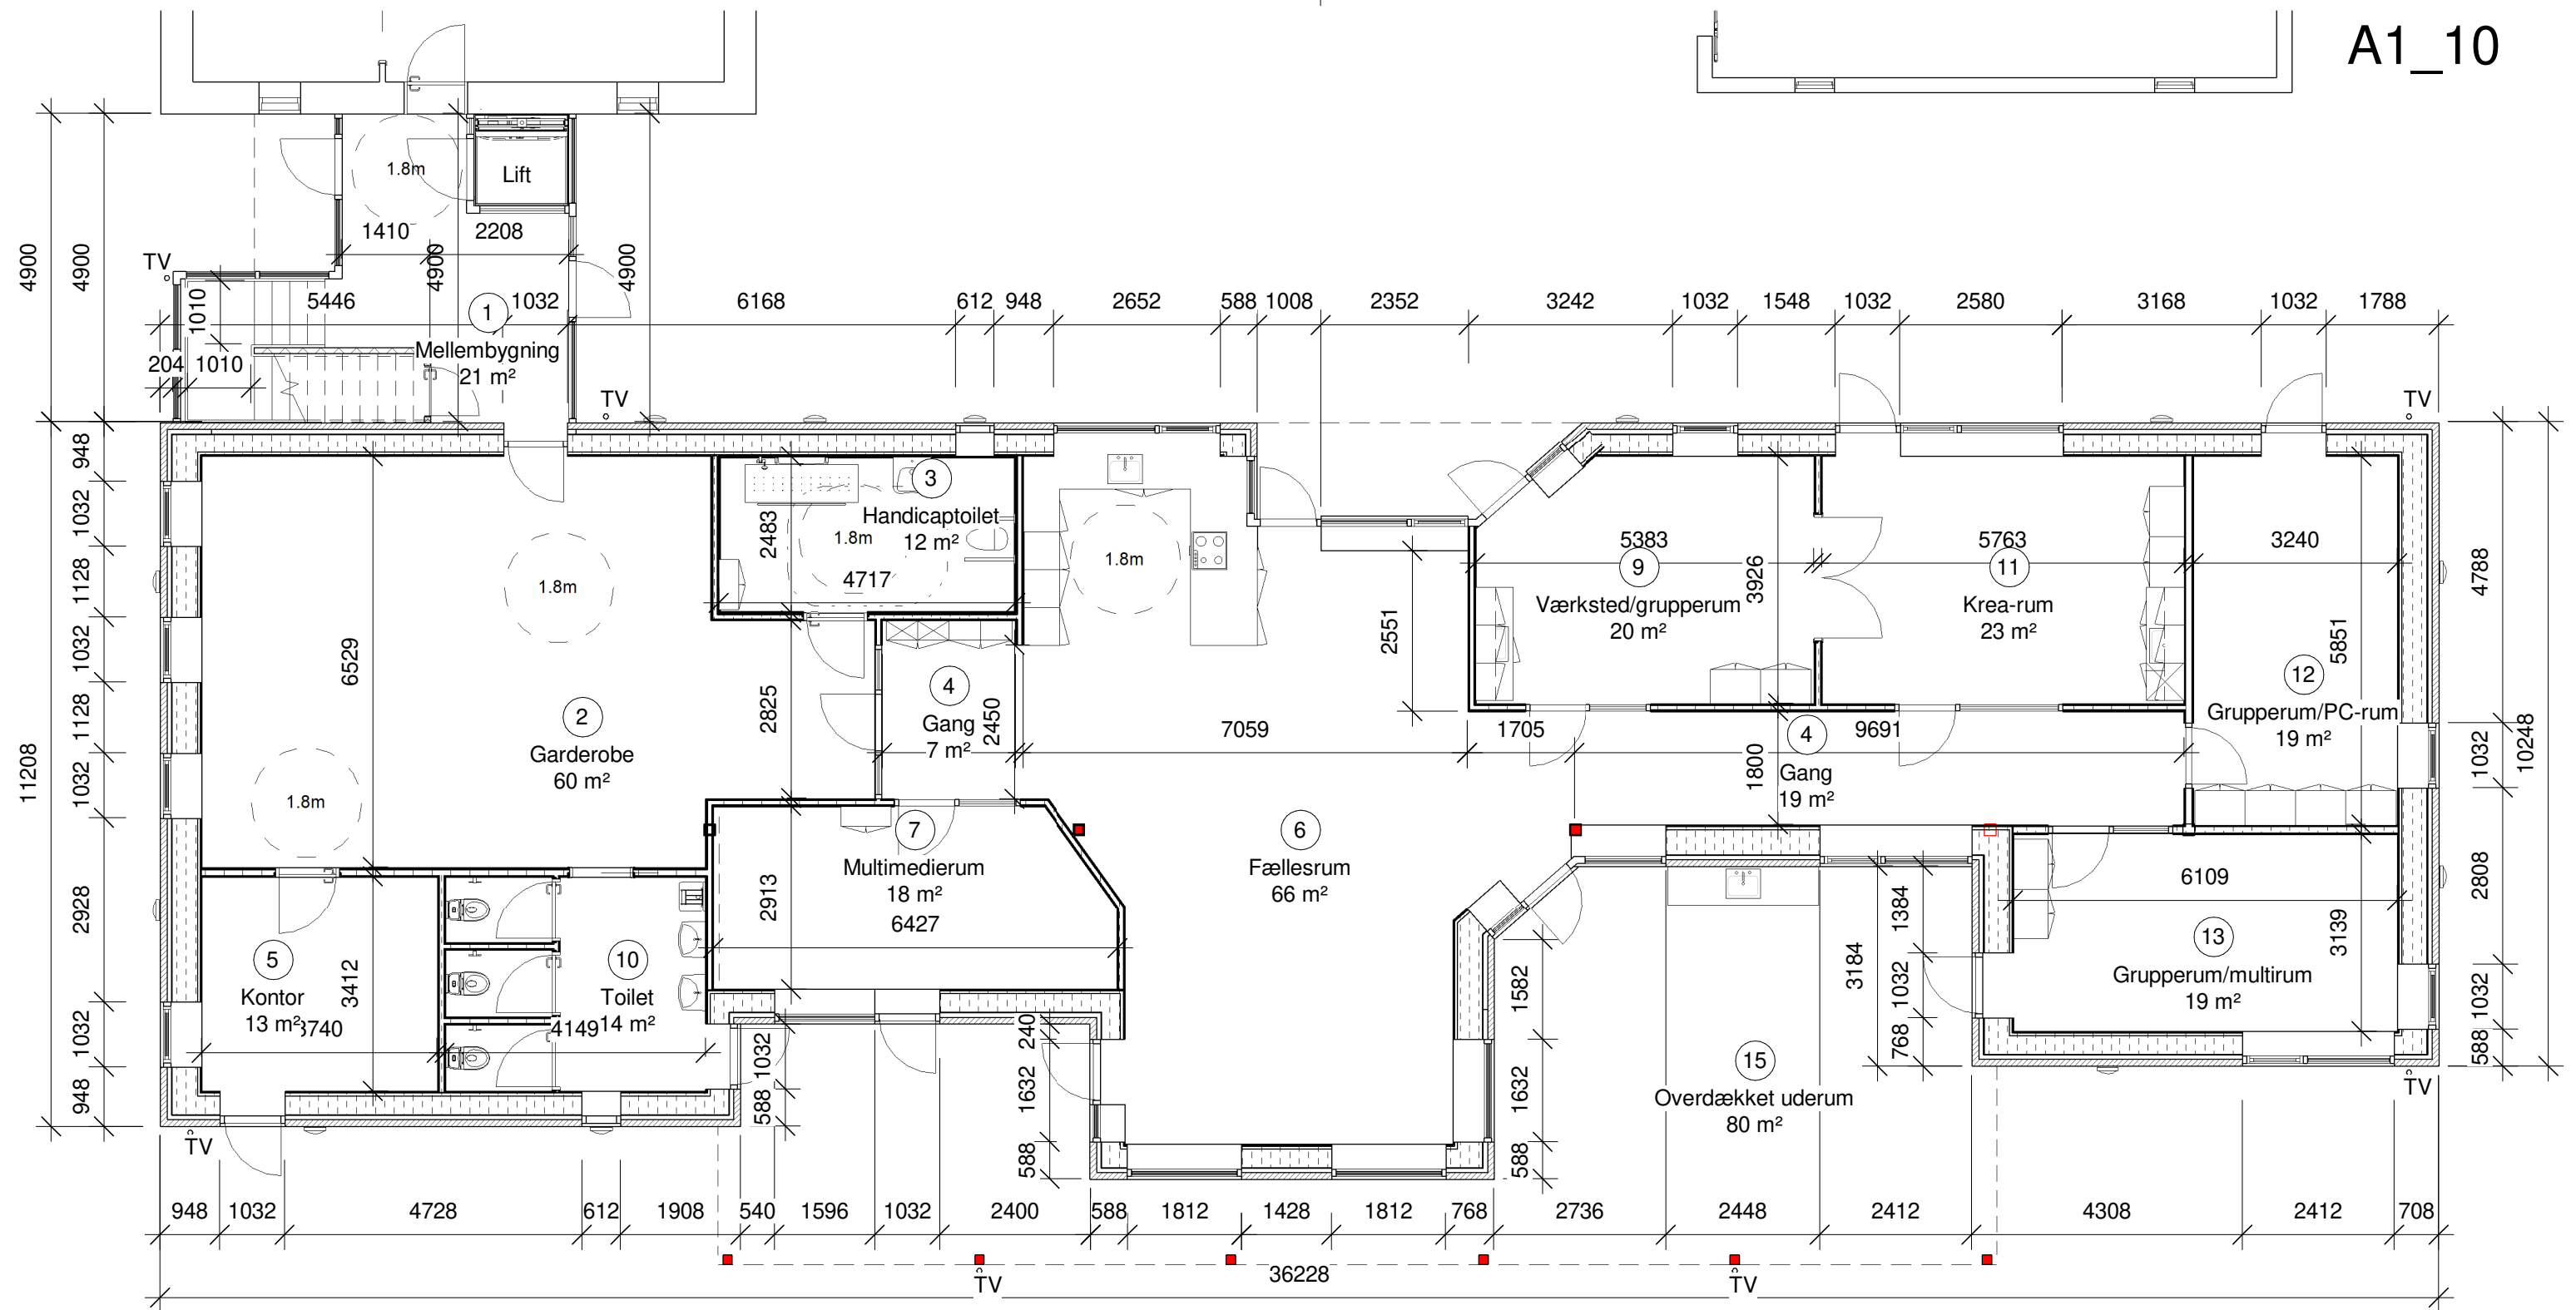 A1_10
Lift
1.8m
1410
2208
4900
4900
4900
4900
TV
1010
5446
1
1032
6168
612
948
2652
588
1008
2352
3242
1032
1548
1032
2580
3168
1032
1788
204
1010
Mellembygning
21 m²
TV
TV
948
1032
1128
1032
1128
1032
2928
1032
948
11208
3
Handicaptoilet
12 m²
2483
1.8m
4717
1.8m
1.8m
5383
9
Værksted/grupperum
20 m²
3926
5763
11
Krea-rum
23 m²
3240
4788
2551
5851
6529
12
Grupperum/PC-rum
19 m²
2
Garderobe
60 m²
2825
4
Gang
7 m²
2450
7059
1705
4
Gang
19 m²
9691
1800
1032
10248
1.8m
7
Multimedierum
18 m²
2913
6427
6
Fællesrum
66 m²
6109
2808
1384
3184
1032
768
13
Grupperum/multirum
19 m²
3139
1032
588
5
Kontor
13 m²
3412
3740
10
Toilet
14 m²
4149
1032
588
240
1632
588
1582
1632
588
15
Overdækket uderum
80 m²
TV
TV
948
1032
4728
612
1908
540
1596
1032
2400
588
1812
1428
1812
768
2736
2448
2412
4308
2412
708
36228
TV
TV